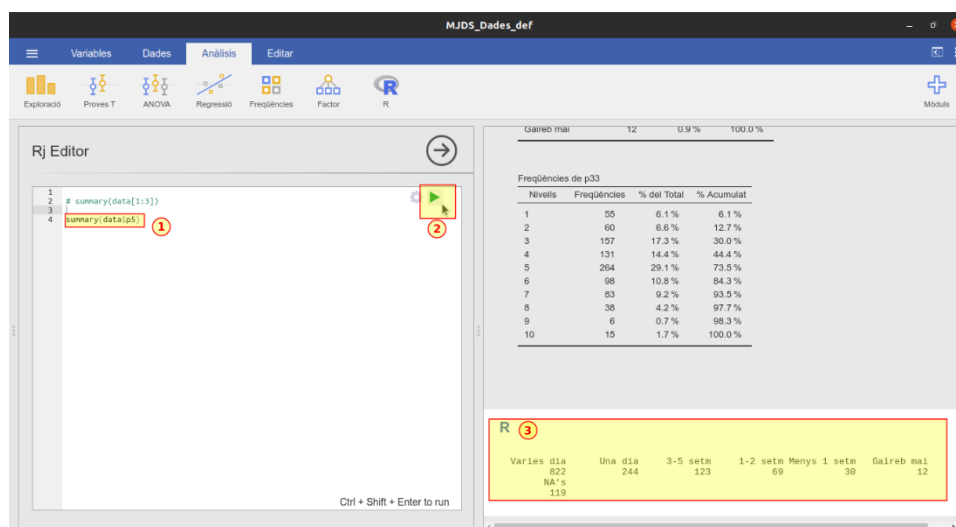 MJDS_Dades_def
Variables Dades Anàlisis Editar
Exploració Proves T ANOVA Regressió Freqüències Factor R Mòduls
Rj Editor
1
2 # summary(data[1:3])
3
4 summary(data$p5)
1
2
Ctrl + Shift + Enter to run
Gaireb mai 12 0.9 % 100.0 %
Freqüències de p33
Nivells Freqüències % del Total % Acumulat
1 55 6.1 % 6.1 %
2 60 6.6 % 12.7 %
3 157 17.3 % 30.0 %
4 131 14.4 % 44.4 %
5 264 29.1 % 73.5 %
6 98 10.8 % 84.3 %
7 83 9.2 % 93.5 %
8 38 4.2 % 97.7 %
9 6 0.7 % 98.3 %
10 15 1.7 % 100.0 %
R 3
Varies dia Una dia 3-5 setm 1-2 setm Menys 1 setm Gaireb mai
822 244 123 69 30 12
NA's
119